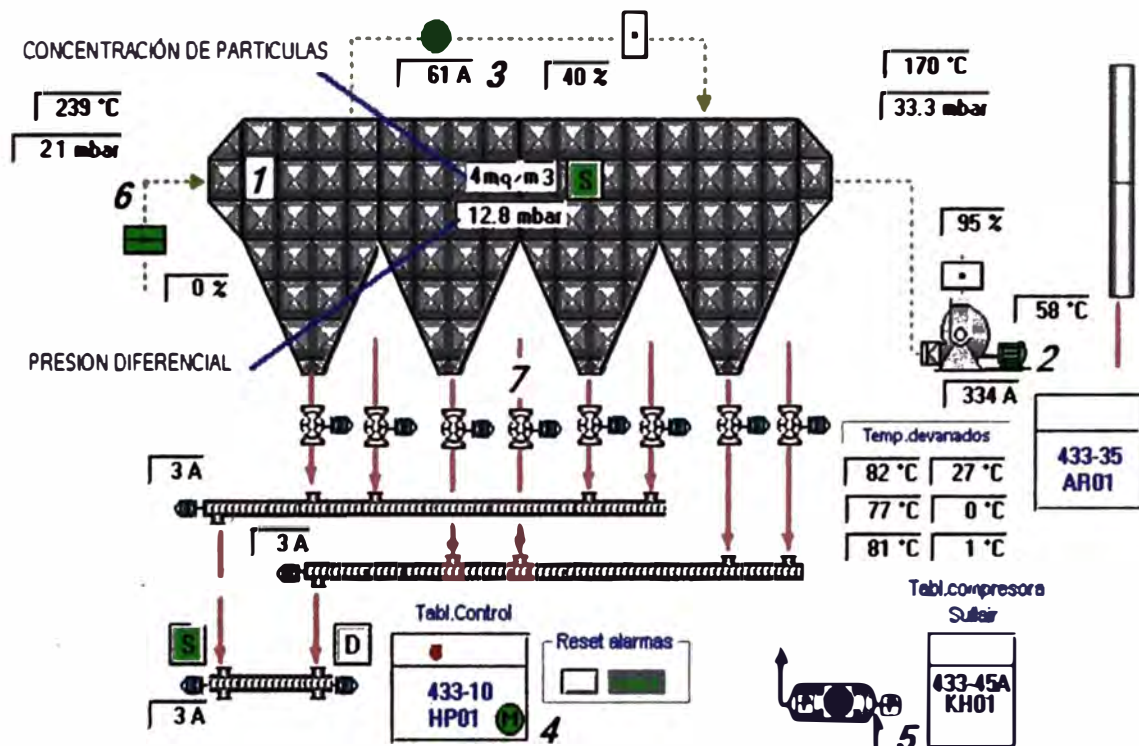 CONCENTRACIÓN DE PARTICULAS
61 A
3
40 %
170 °C
33.3 mbar
239 °C
21 mbar
1
4mq/m3
S
12.8 mbar
6
0 %
95 %
58 °C
2
334 A
PRESION DIFERENCIAL
7
Temp.devanados
82 °C
27 °C
77 °C
0 °C
81 °C
1 °C
433-35
AR01
3 A
3 A
S
D
3 A
Tabl.Control
433-10
HP01
M
4
Reset alarmas
Tabl.compresora
Sullair
433-45A
KH01
5